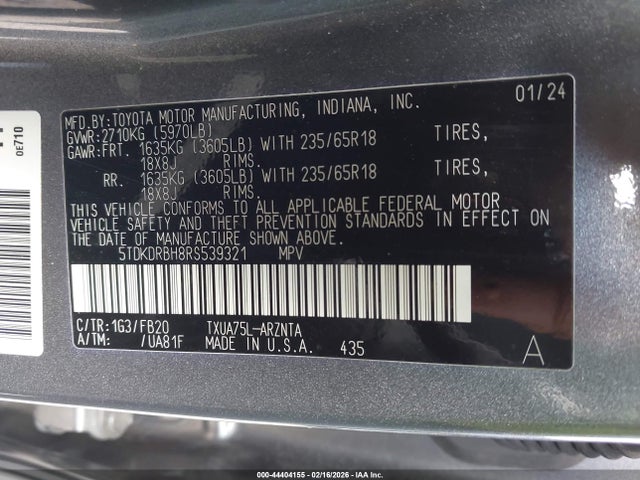 MFD.BY:TOYOTA MOTOR MANUFACTURING, INDIANA, INC. 01/24
GVWR:2710KG (5970LB)
GAWR:FRT. 1635KG (3605LB) WITH 235/65R18 TIRES,
18X8J RIMS.
RR. 1635KG (3605LB) WITH 235/65R18 TIRES,
18X8J RIMS.
THIS VEHICLE CONFORMS TO ALL APPLICABLE FEDERAL MOTOR
VEHICLE SAFETY AND THEFT PREVENTION STANDARDS IN EFFECT ON
THE DATE OF MANUFACTURE SHOWN ABOVE.
5TDKDRBH8RS539321 MPV
C/TR:1G3/FB20 TXUA75L-ARZNTA
A/TM: /UA81F MADE IN U.S.A. 435
A
0E710
000-44404155 - 02/16/2026 - IAA Inc.